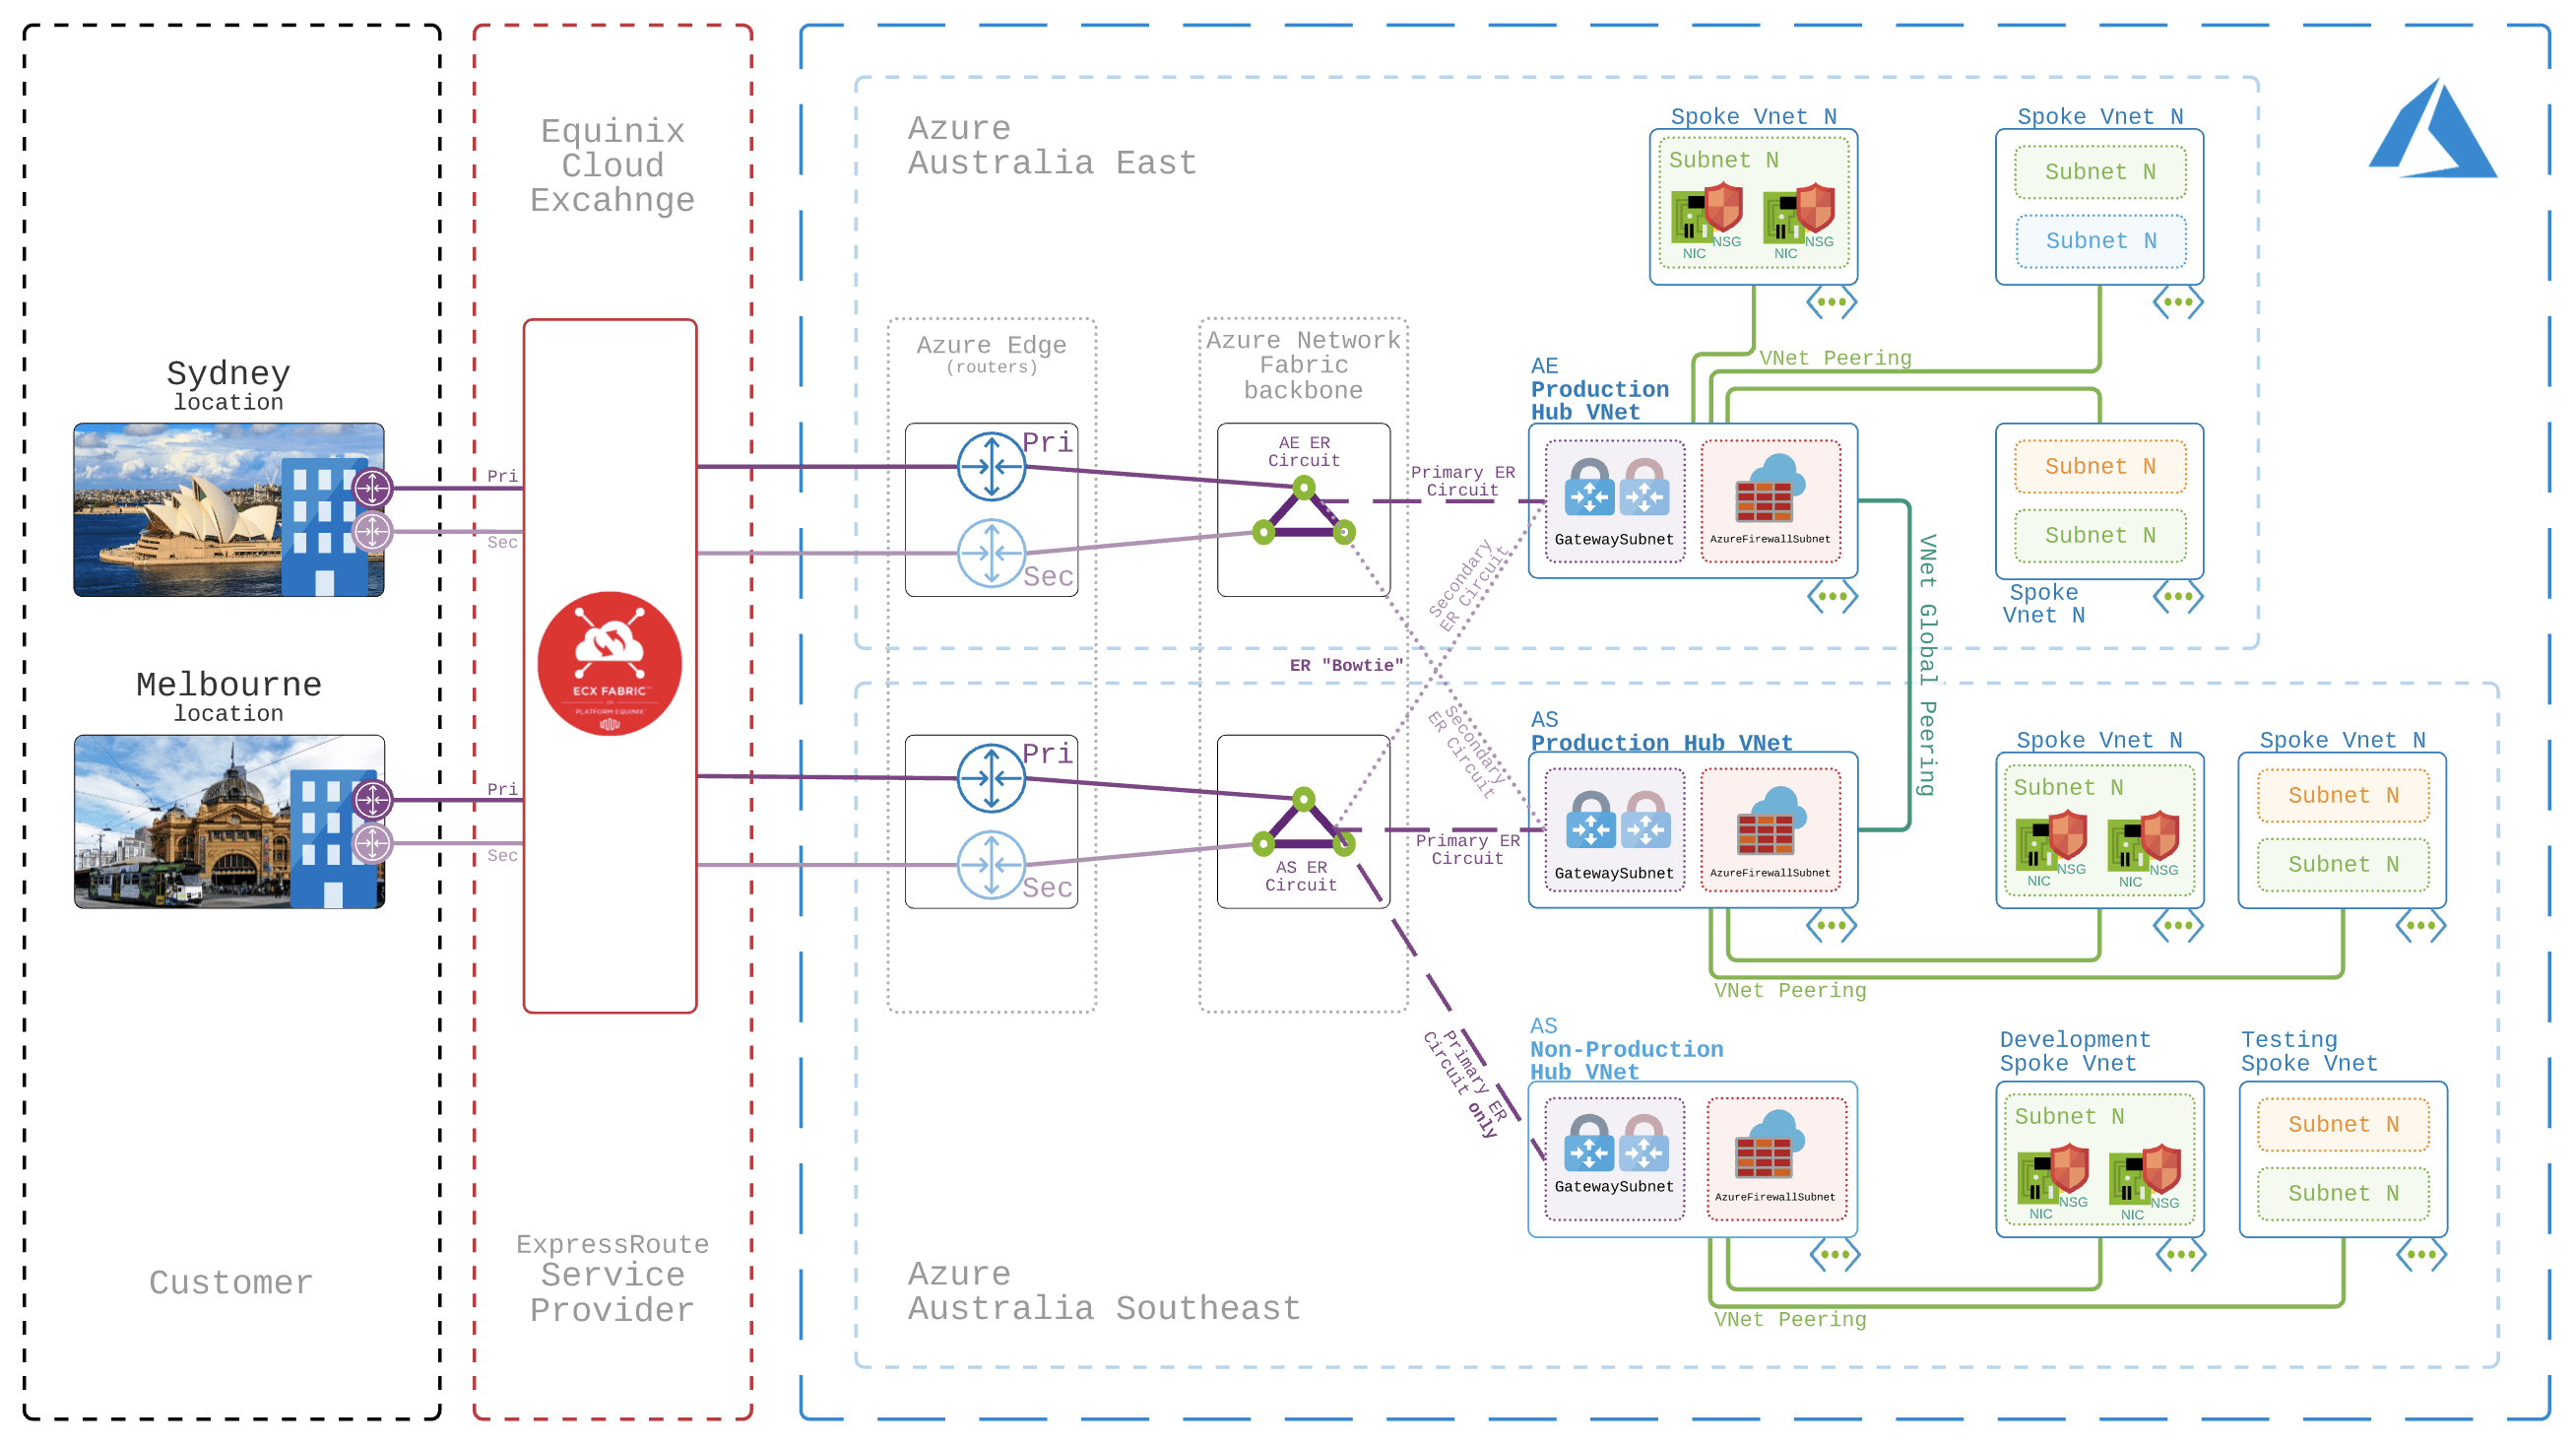 Equinix
Cloud
Excahnge
Sydney
location
Melbourne
location
Pri
Sec
Pri
Sec
ECX FABRIC
ON
PLATFORM EQUINIX
Customer
ExpressRoute
Service
Provider
Azure
Australia East
Azure Edge
(routers)
Pri
Sec
Pri
Sec
Azure Network
Fabric
backbone
AE ER
Circuit
AS ER
Circuit
Primary ER
Circuit
Secondary
ER Circuit
ER "Bowtie"
Secondary
ER Circuit
Primary ER
Circuit
Primary ER
Circuit only
AE
Production
Hub VNet
GatewaySubnet
AzureFirewallSubnet
VNet Peering
Spoke Vnet N
Subnet N
NIC
NSG
NIC
NSG
Spoke Vnet N
Subnet N
Subnet N
Subnet N
Subnet N
Spoke
Vnet N
VNet Global Peering
AS
Production Hub VNet
GatewaySubnet
AzureFirewallSubnet
VNet Peering
Spoke Vnet N
Subnet N
NIC
NSG
NIC
NSG
Spoke Vnet N
Subnet N
Subnet N
AS
Non-Production
Hub VNet
GatewaySubnet
AzureFirewallSubnet
VNet Peering
Development
Spoke Vnet
Subnet N
NIC
NSG
NIC
NSG
Testing
Spoke Vnet
Subnet N
Subnet N
Azure
Australia Southeast